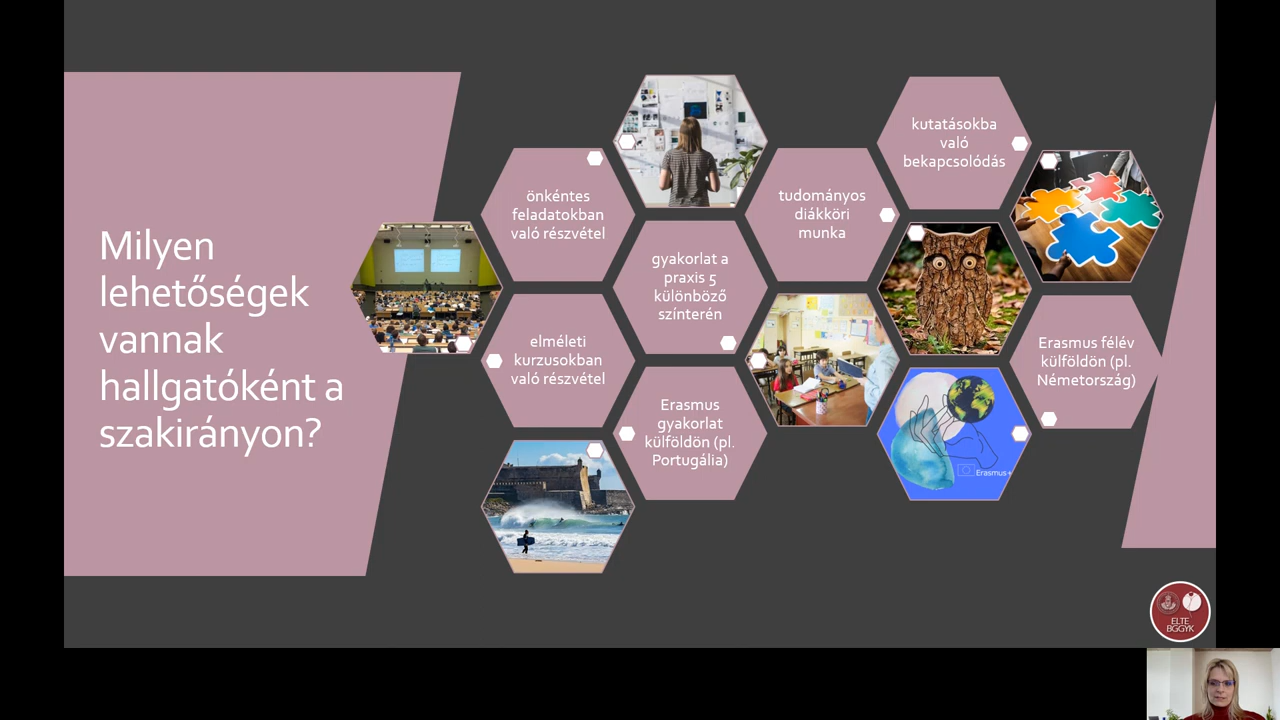 Milyen
lehetőségek
vannak
hallgatóként a
szakirányon?
önkéntes
feladatokban
való részvétel
elméleti
kurzusokban
való részvétel
gyakorlat a
praxis 5
különböző
színterén
Erasmus
gyakorlat
külföldön (pl.
Portugália)
tudományos
diákköri
munka
kutatásokba
való
bekapcsolódás
Erasmus félév
külföldön (pl.
Németország)
Erasmus+
ELTE
BGGYK